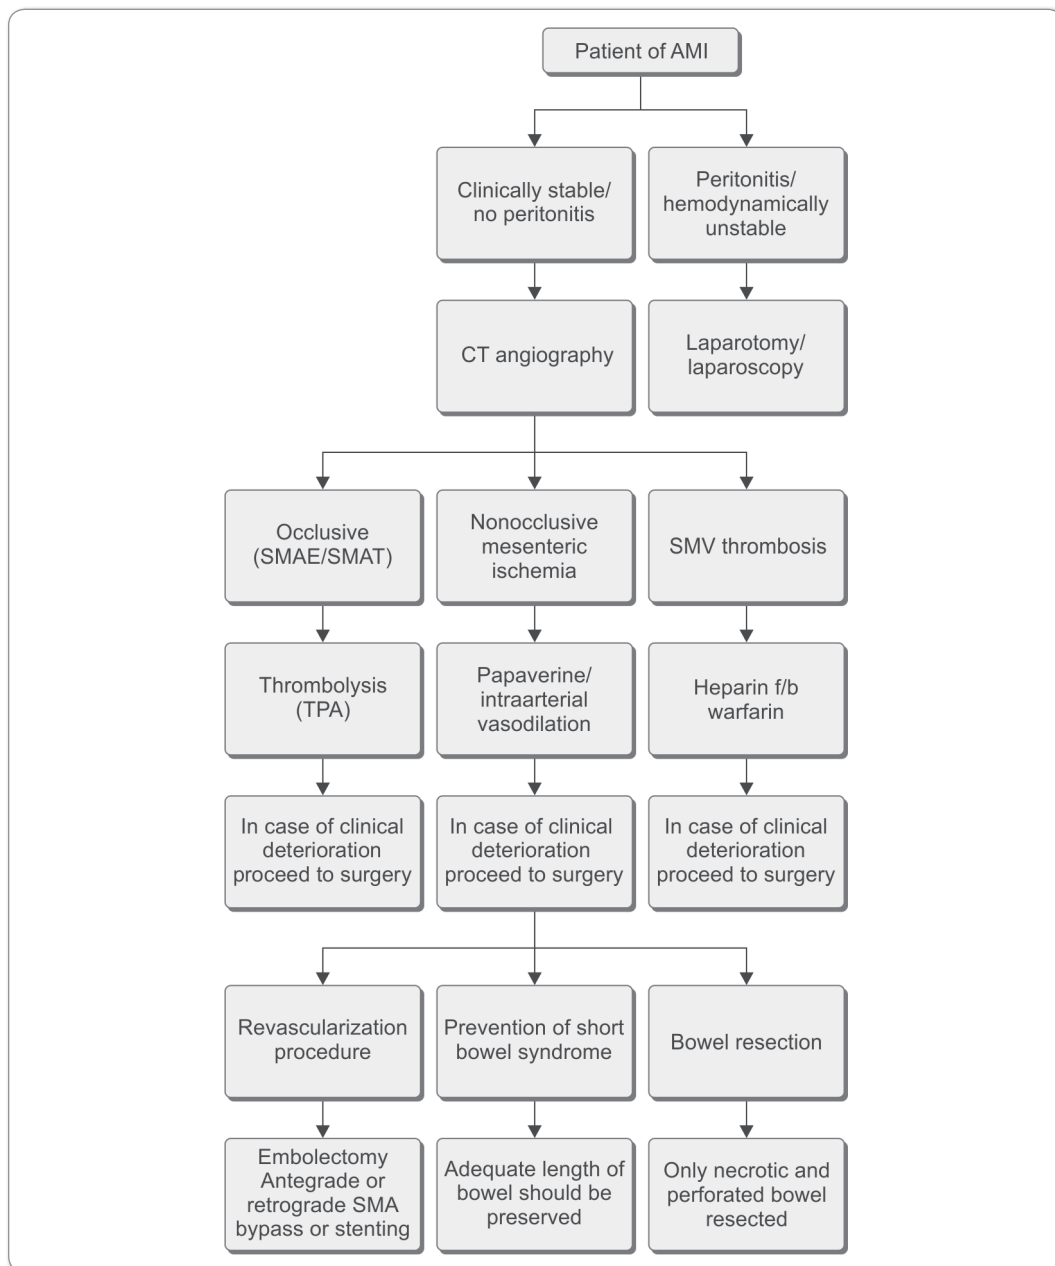 Patient of AMI
Clinically stable/
no peritonitis
Peritonitis/
hemodynamically
unstable
CT angiography
Laparotomy/
laparoscopy
Occlusive
(SMAE/SMAT)
Nonocclusive
mesenteric
ischemia
SMV thrombosis
Thrombolysis
(TPA)
Papaverine/
intraarterial
vasodilation
Heparin f/b
warfarin
In case of clinical
deterioration
proceed to surgery
In case of clinical
deterioration
proceed to surgery
In case of clinical
deterioration
proceed to surgery
Revascularization
procedure
Prevention of short
bowel syndrome
Bowel resection
Embolectomy
Antegrade or
retrograde SMA
bypass or stenting
Adequate length of
bowel should be
preserved
Only necrotic and
perforated bowel
resected